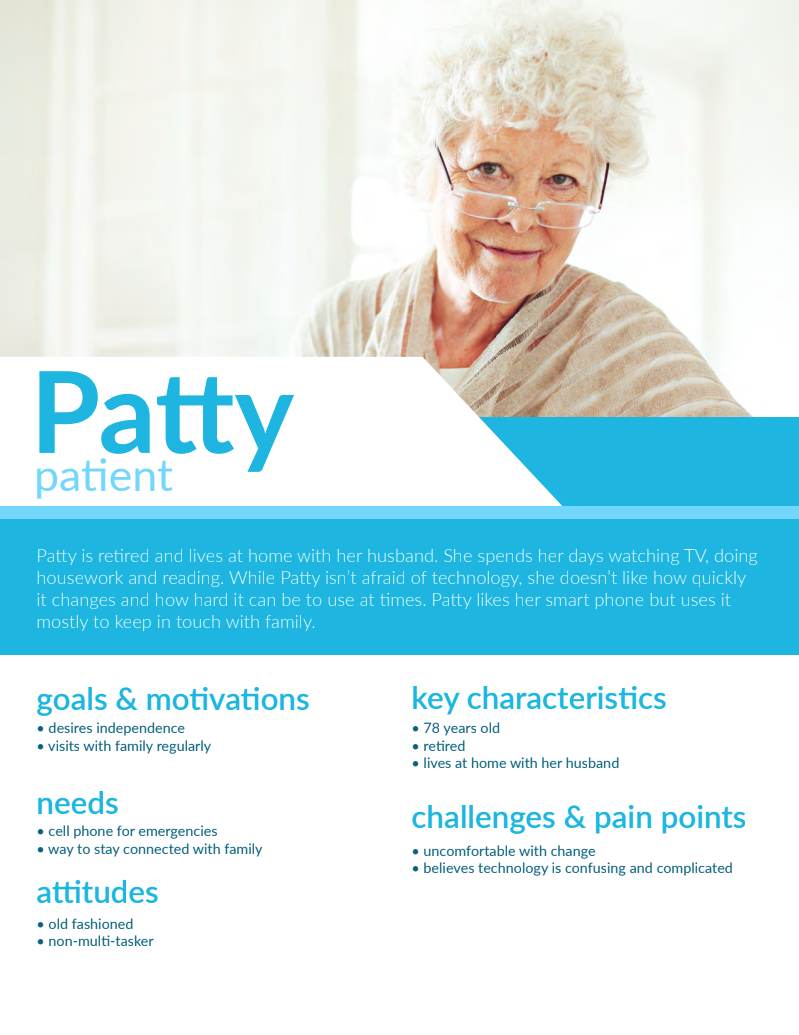 Patty
patient
Patty is retired and lives at home with her husband. She spends her days watching TV, doing
housework and reading. While Patty isn't afraid of technology, she doesn't like how quickly
it changes and how hard it can be to use at times. Patty likes her smart phone but uses it
mostly to keep in touch with family.
goals & motivations
• desires independence
• visits with family regularly
needs
• cell phone for emergencies
• way to stay connected with family
attitudes
• old fashioned
• non-multi-tasker
key characteristics
• 78 years old
• retired
• lives at home with her husband
challenges & pain points
• uncomfortable with change
• believes technology is confusing and complicated